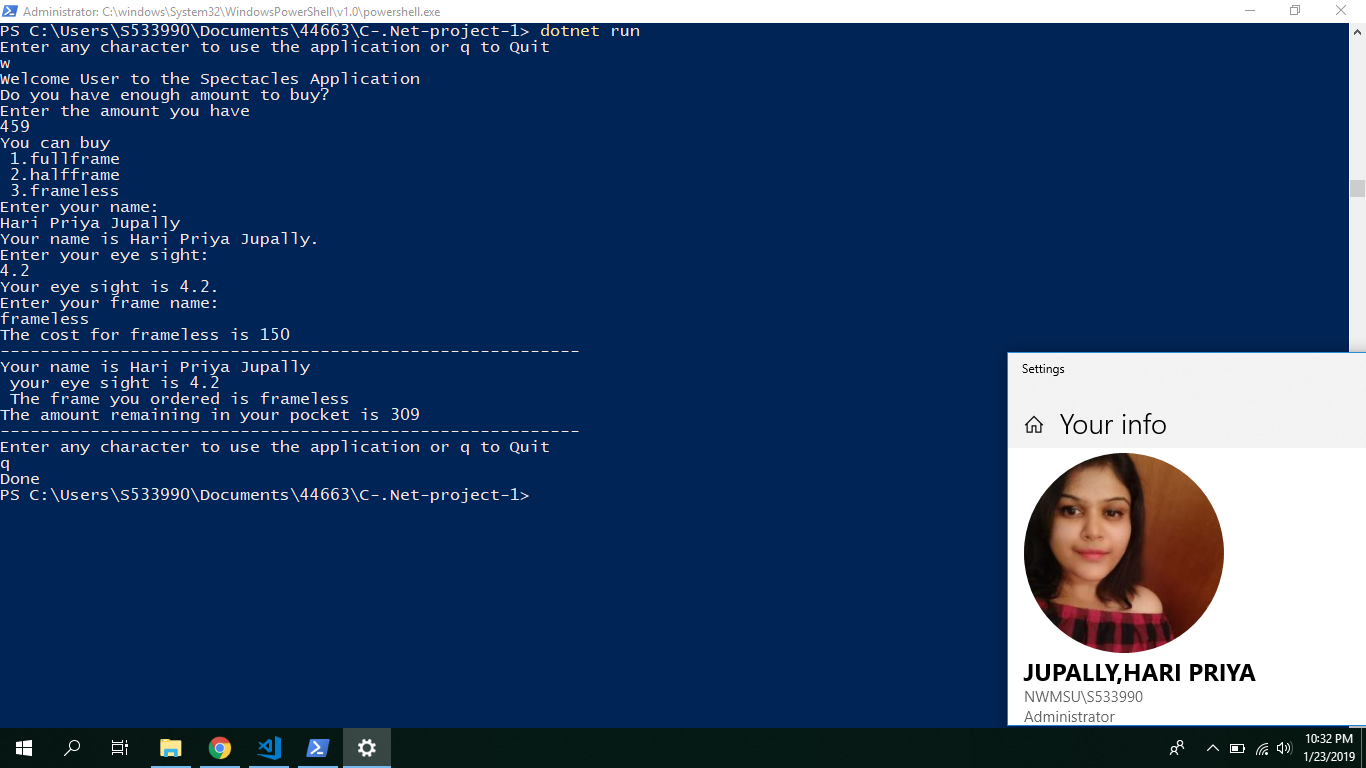 Administrator: C:\windows\System32\WindowsPowerShell\v1.0\powershell.exe
PS C:\Users\S533990\Documents\44663\C-.Net-project-1> dotnet run
Enter any character to use the application or q to Quit
w
Welcome User to the Spectacles Application
Do you have enough amount to buy?
Enter the amount you have
459
You can buy
 1.fullframe
 2.halfframe
 3.frameless
Enter your name:
Hari Priya Jupally
Your name is Hari Priya Jupally.
Enter your eye sight:
4.2
Your eye sight is 4.2.
Enter your frame name:
frameless
The cost for frameless is 150
----------------------------------------------------------
Your name is Hari Priya Jupally
 your eye sight is 4.2
 The frame you ordered is frameless
The amount remaining in your pocket is 309
----------------------------------------------------------
Enter any character to use the application or q to Quit
q
Done
PS C:\Users\S533990\Documents\44663\C-.Net-project-1>
Settings
Your info
JUPALLY,HARI PRIYA
NWMSU\S533990
Administrator
10:32 PM
1/23/2019